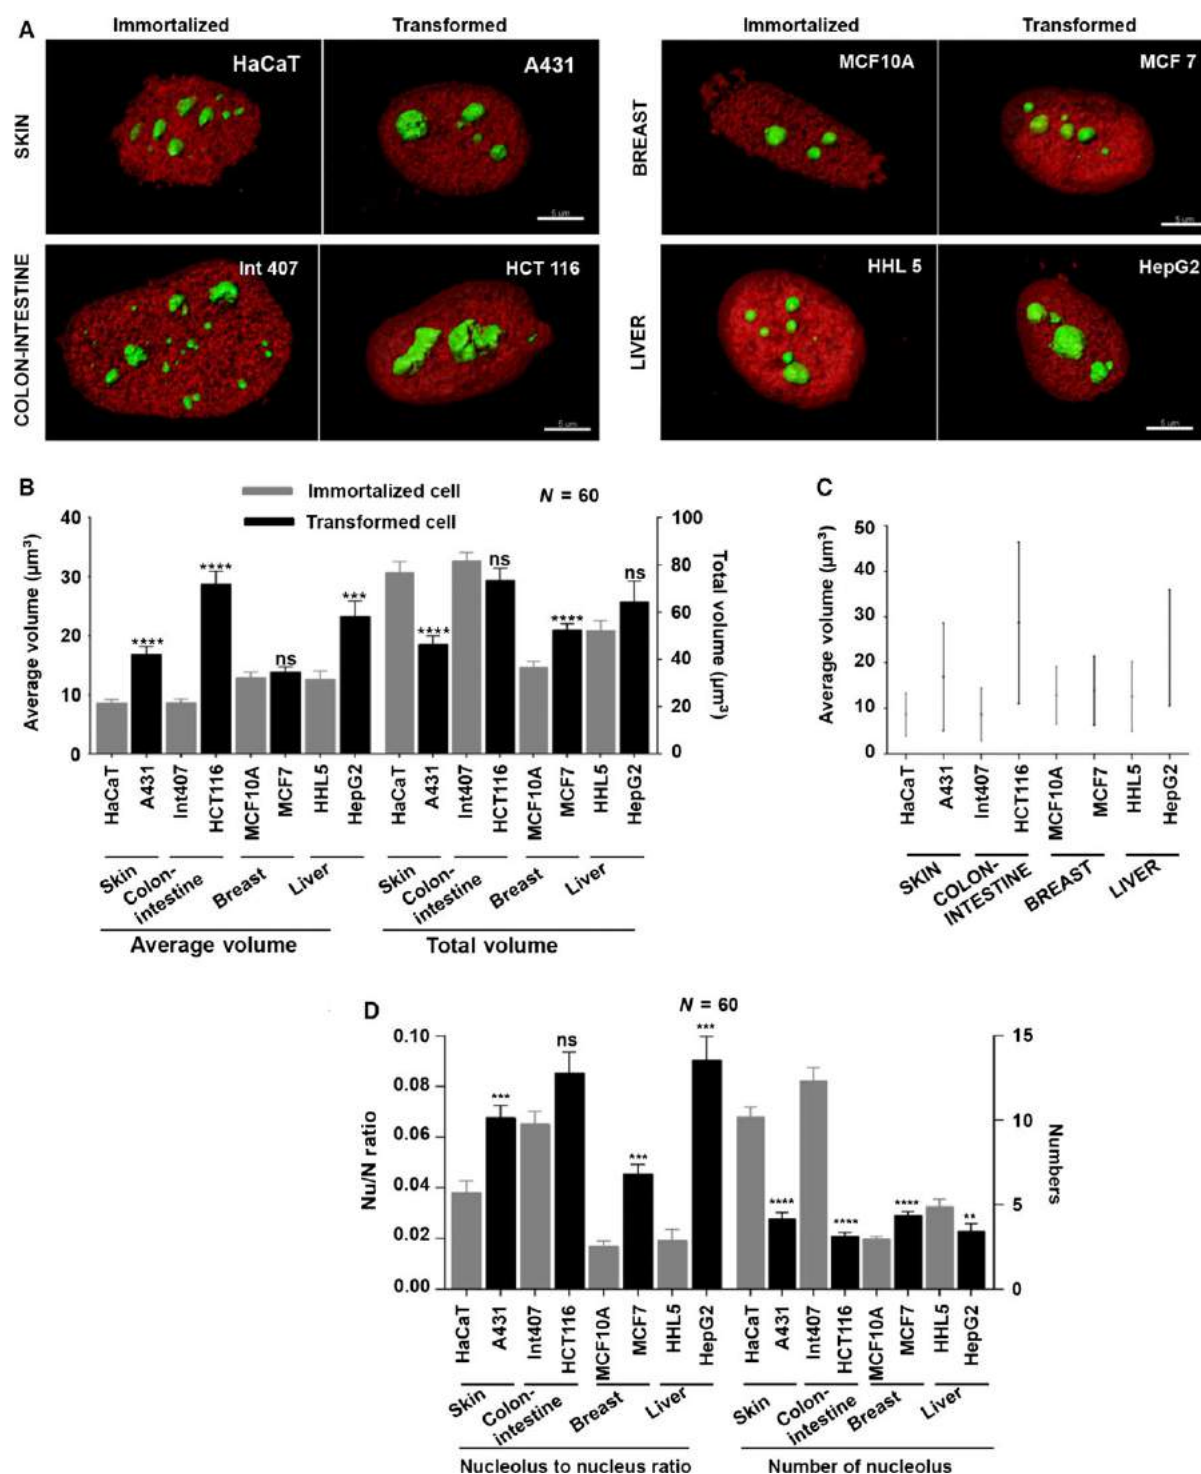 A
Immortalized
Transformed
Immortalized
Transformed
SKIN
HaCaT
A431
5 µm
BREAST
MCF10A
MCF 7
5 µm
COLON-INTESTINE
Int 407
HCT 116
5 µm
LIVER
HHL 5
HepG2
5 µm
B
Immortalized cell
Transformed cell
N = 60
Average volume (µm³)
40
30
20
10
0
**** **** ns *** **** ns **** ns
100
80
60
40
20
0
Total volume (µm³)
HaCaT A431 Int407 HCT116 MCF10A MCF7 HHL5 HepG2 HaCaT A431 Int407 HCT116 MCF10A MCF7 HHL5 HepG2
Skin Colon-intestine Breast Liver Skin Colon-intestine Breast Liver
Average volume Total volume
C
Average volume (µm³)
50
40
30
20
10
0
HaCaT A431 Int407 HCT116 MCF10A MCF7 HHL5 HepG2
SKIN COLON-INTESTINE BREAST LIVER
D
N = 60
Nu/N ratio
0.10
0.08
0.06
0.04
0.02
0.00
*** ns *** *** **** **** **** **
15
10
5
0
Numbers
HaCaT A431 Int407 HCT116 MCF10A MCF7 HHL5 HepG2 HaCaT A431 Int407 HCT116 MCF10A MCF7 HHL5 HepG2
Skin Colon-intestine Breast Liver Skin Colon-intestine Breast Liver
Nucleolus to nucleus ratio Number of nucleolus